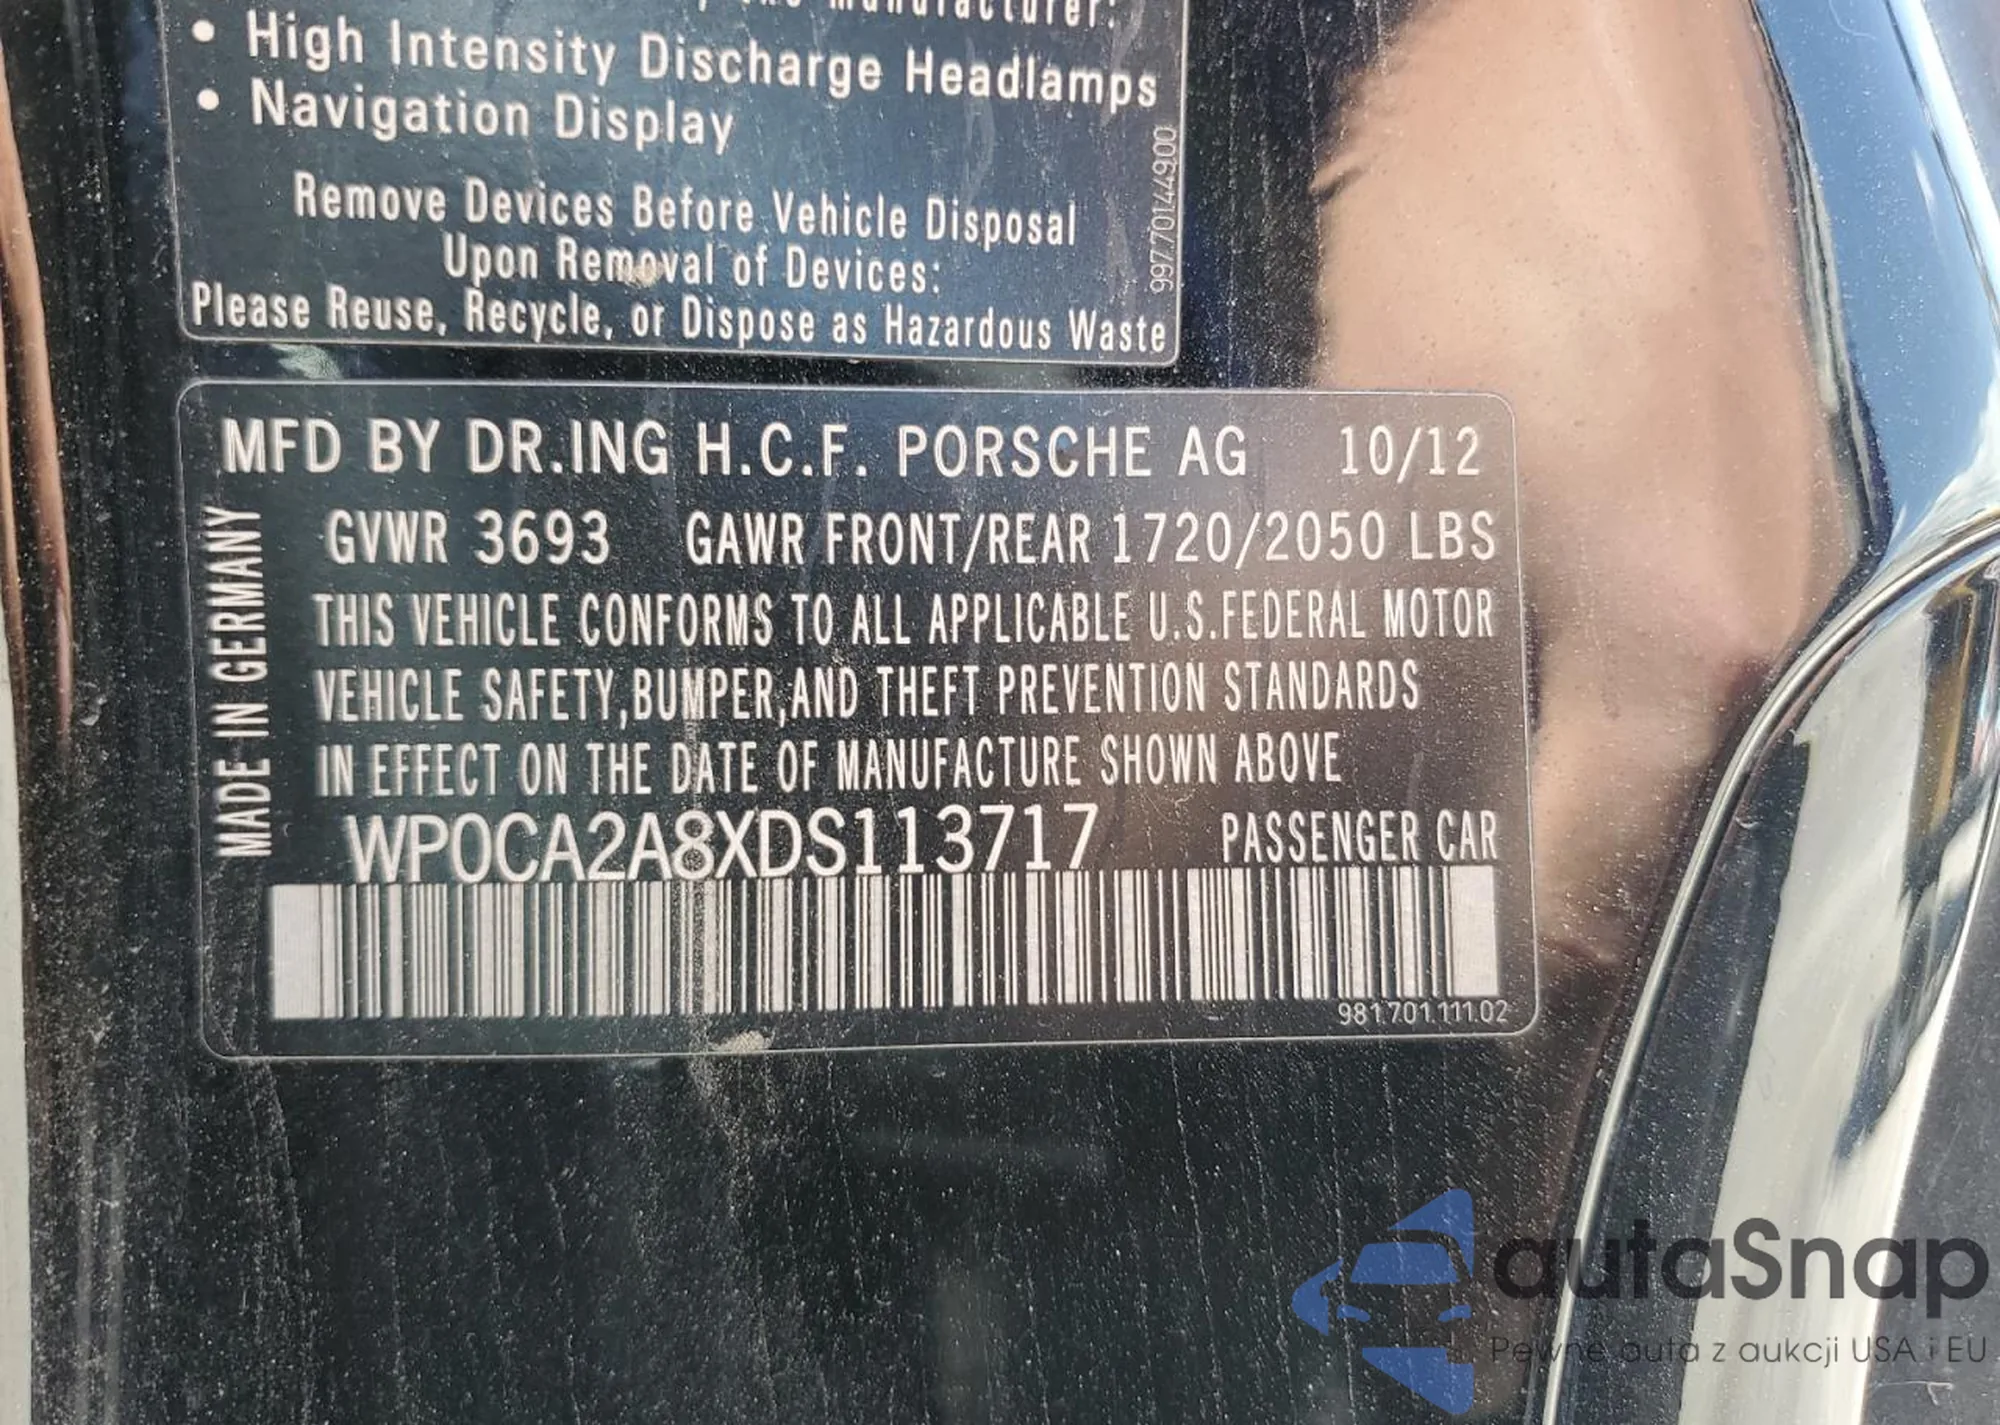 manufacturer:
• High Intensity Discharge Headlamps
• Navigation Display
Remove Devices Before Vehicle Disposal
Upon Removal of Devices:
Please Reuse, Recycle, or Dispose as Hazardous Waste
99770144900
MFD BY DR.ING H.C.F. PORSCHE AG 10/12
GVWR 3693 GAWR FRONT/REAR 1720/2050 LBS
THIS VEHICLE CONFORMS TO ALL APPLICABLE U.S.FEDERAL MOTOR
VEHICLE SAFETY,BUMPER,AND THEFT PREVENTION STANDARDS
IN EFFECT ON THE DATE OF MANUFACTURE SHOWN ABOVE
WP0CA2A8XDS113717 PASSENGER CAR
MADE IN GERMANY
981.701.111.02
autaSnap
Pewne auta z aukcji USA i EU